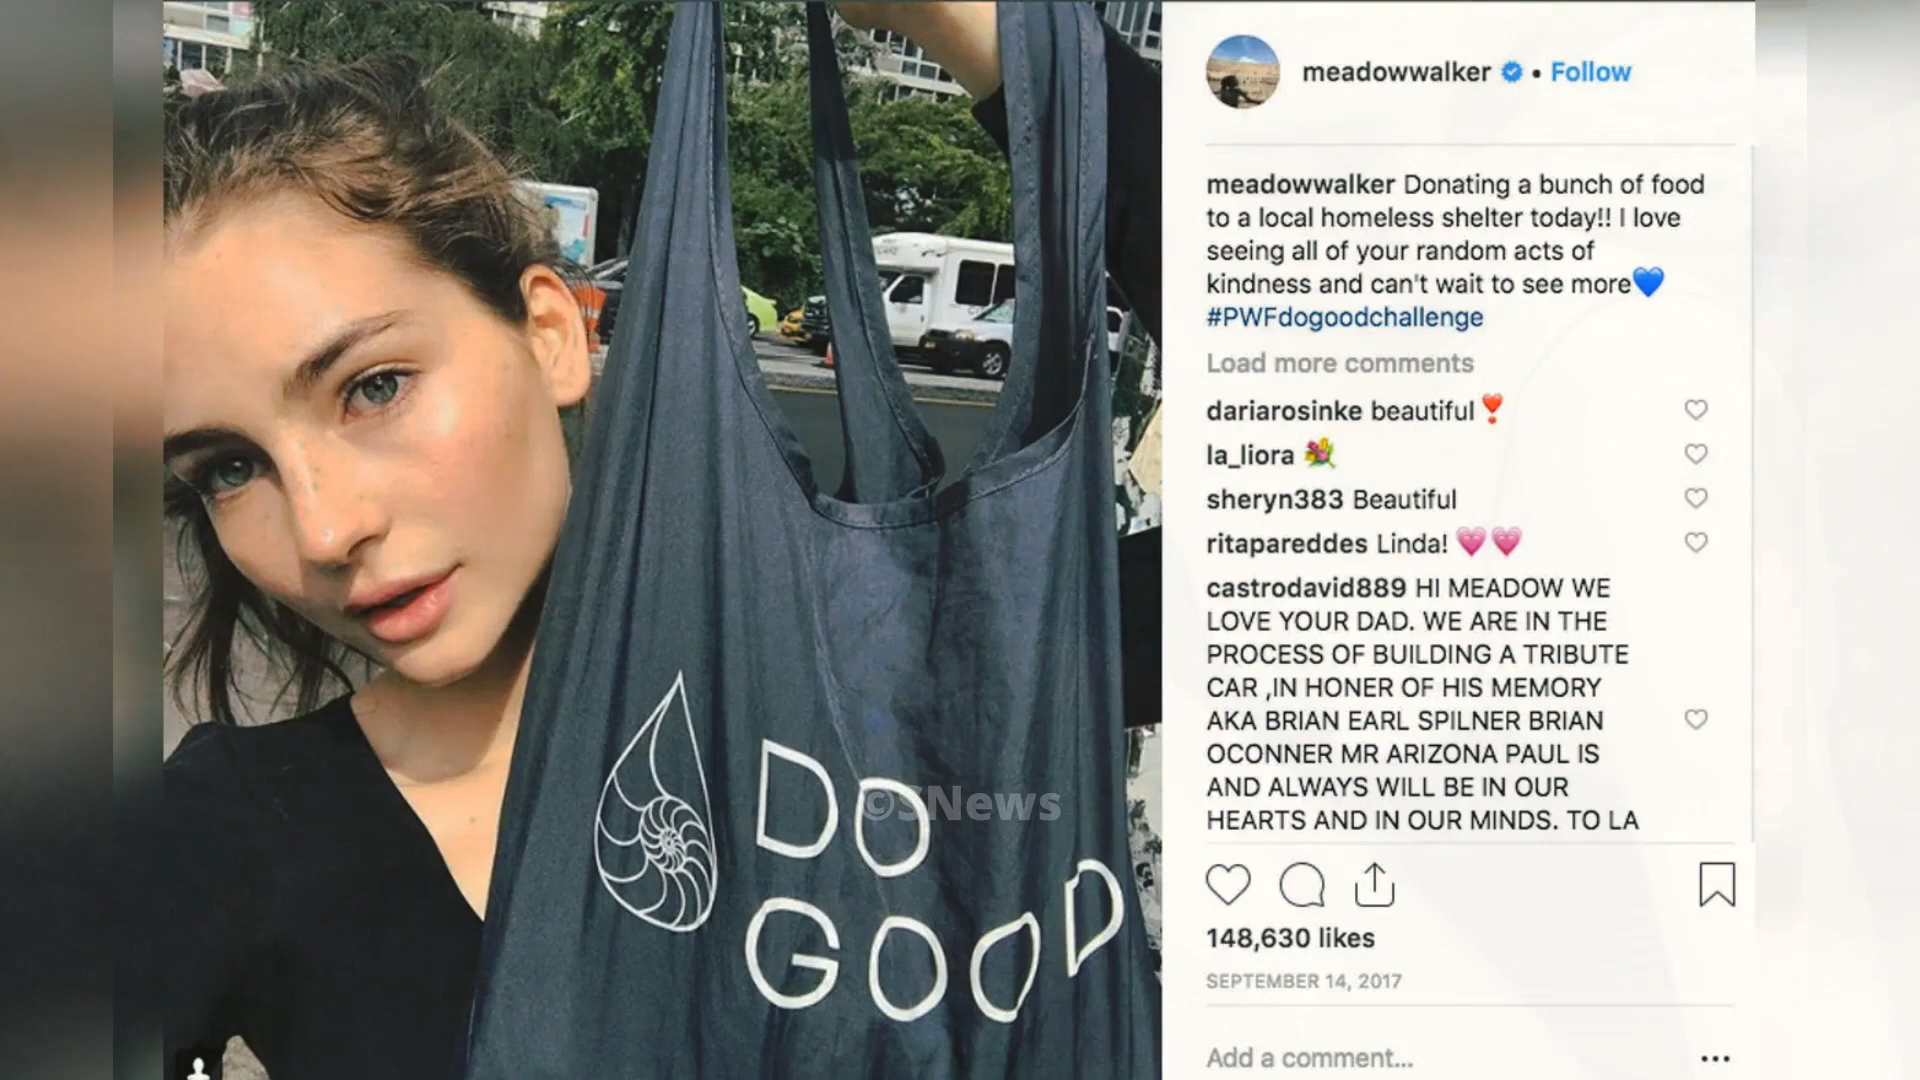 DO
GOOD
©SNews
meadowwalker • Follow
meadowwalker Donating a bunch of food
to a local homeless shelter today!! I love
seeing all of your random acts of
kindness and can't wait to see more💙
#PWFdogoodchallenge
Load more comments
dariarosinke beautiful❣️
la_liora 💐
sheryn383 Beautiful
ritapareddes Linda! 💗💗
castrodavid889 HI MEADOW WE
LOVE YOUR DAD. WE ARE IN THE
PROCESS OF BUILDING A TRIBUTE
CAR ,IN HONER OF HIS MEMORY
AKA BRIAN EARL SPILNER BRIAN
OCONNER MR ARIZONA PAUL IS
AND ALWAYS WILL BE IN OUR
HEARTS AND IN OUR MINDS. TO LA
148,630 likes
SEPTEMBER 14, 2017
Add a comment...